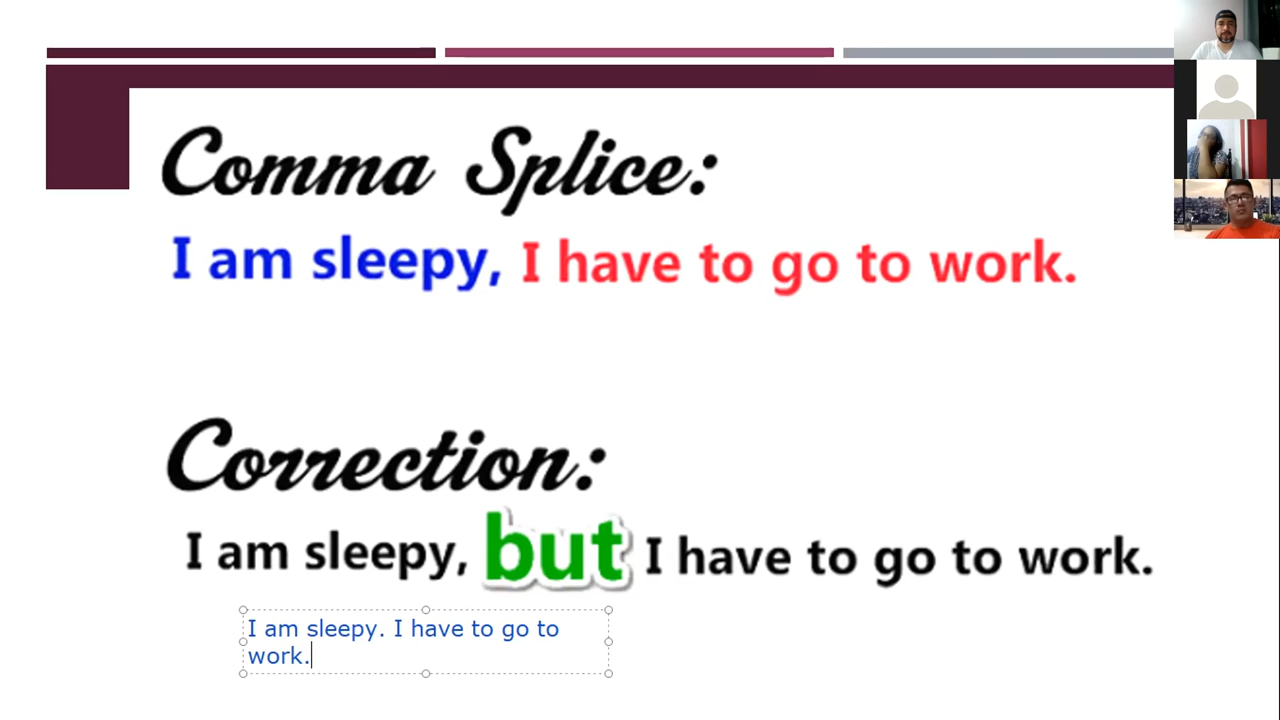 Comma Splice:
I am sleepy, I have to go to work.
Correction:
I am sleepy, but I have to go to work.
I am sleepy. I have to go to
work.